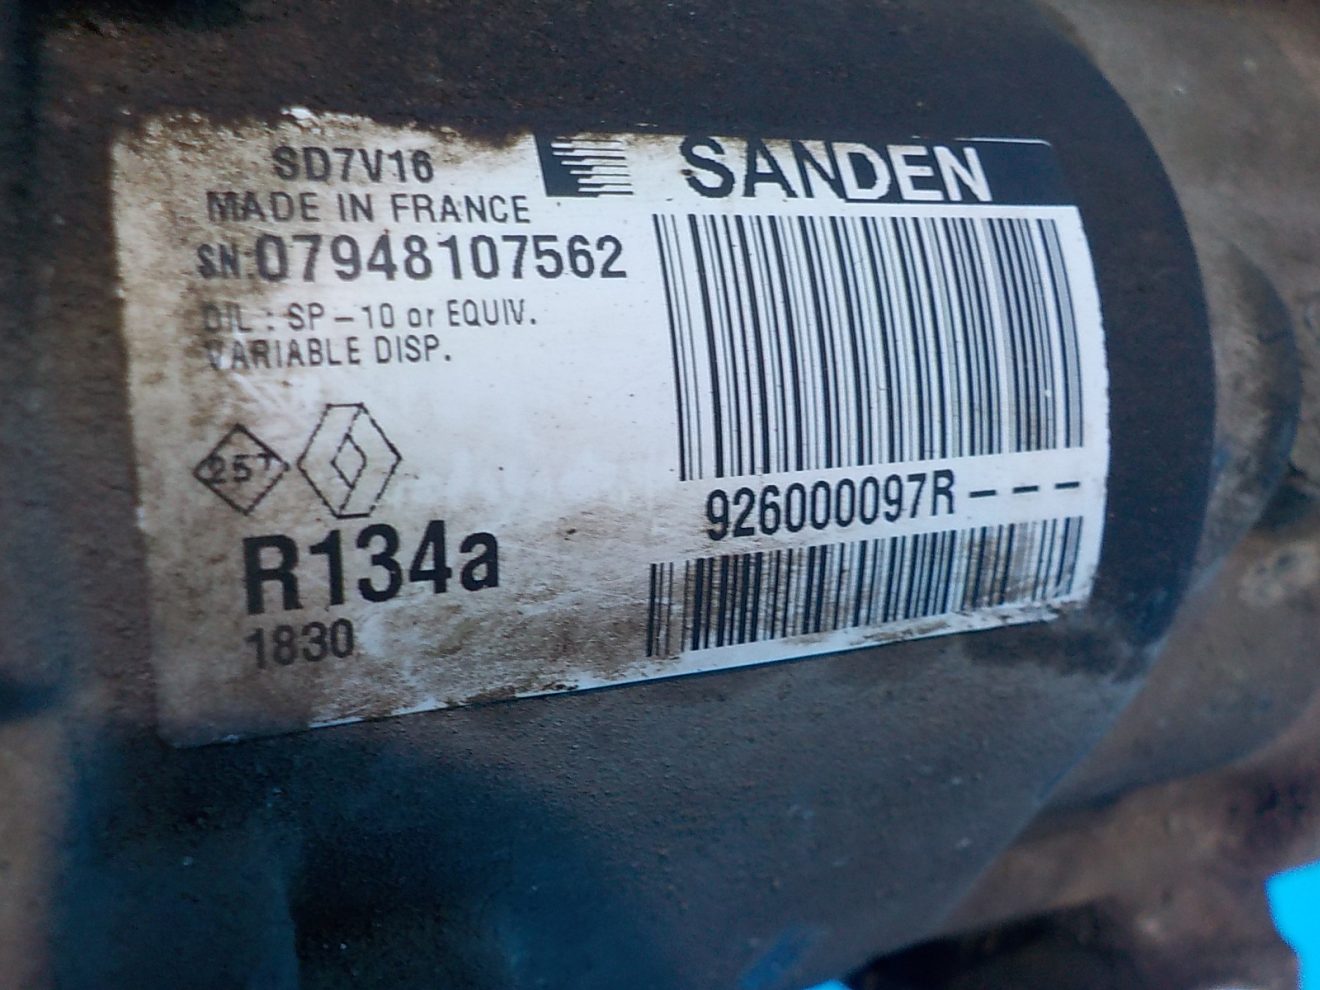 SD7V16
SANDEN
MADE IN FRANCE
SN:07948107562
OIL : SP-10 or EQUIV.
VARIABLE DISP.
257
926000097R---
R134a
1830